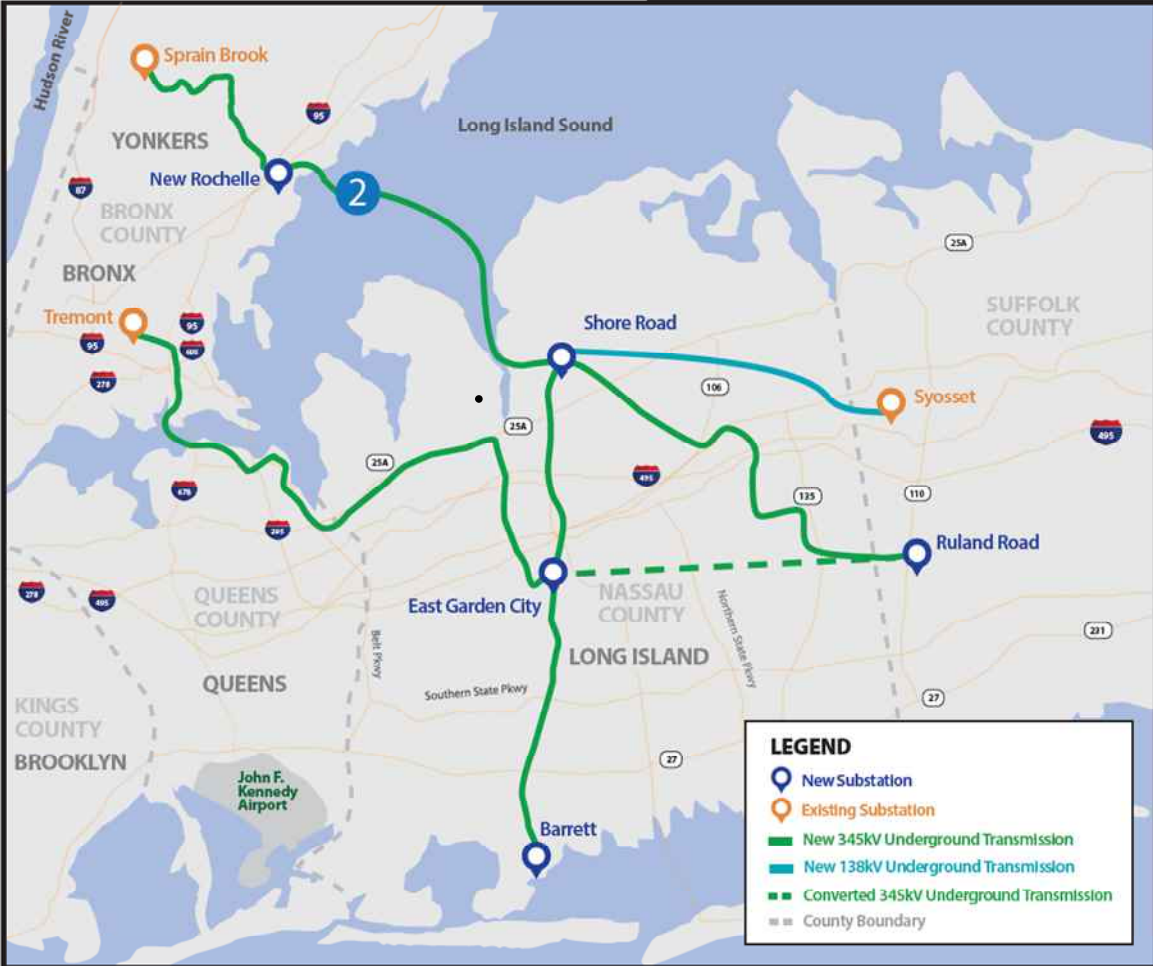 Hudson River
Sprain Brook
95
Long Island Sound
YONKERS
New Rochelle
2
87
BRONX
COUNTY
25A
BRONX
SUFFOLK
COUNTY
Tremont
95
Shore Road
95
695
278
106
Syosset
25A
495
25A
495
678
135
110
295
Ruland Road
278
495
QUEENS
COUNTY
East Garden City
NASSAU
COUNTY
Northern State Pkwy
231
Belt Pkwy
LONG ISLAND
QUEENS
Southern State Pkwy
27
KINGS
COUNTY
BROOKLYN
27
John F.
Kennedy
Airport
Barrett
LEGEND
New Substation
Existing Substation
New 345kV Underground Transmission
New 138kV Underground Transmission
Converted 345kV Underground Transmission
County Boundary